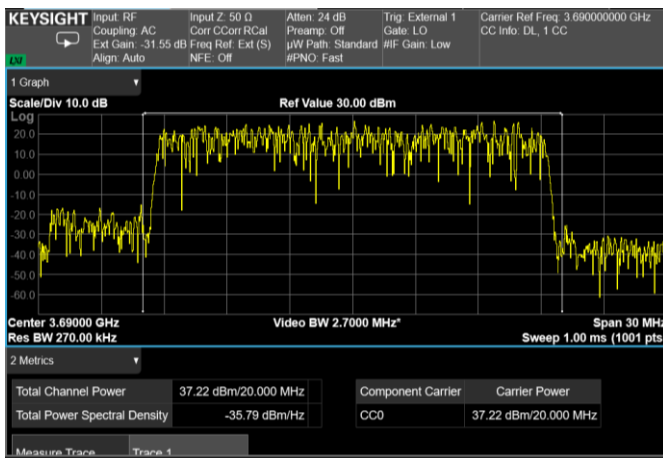 KEYSIGHT Input: RF Input Z: 50 Ω Atten: 24 dB Trig: External 1 Carrier Ref Freq: 3.690000000 GHz
Coupling: AC Corr CCorr RCal Preamp: Off Gate: LO CC Info: DL, 1 CC
Ext Gain: -31.55 dB Freq Ref: Ext (S) µW Path: Standard #IF Gain: Low
LXI Align: Auto NFE: Off #PNO: Fast
1 Graph
Scale/Div 10.0 dB Ref Value 30.00 dBm
Log
20.0
10.0
0.00
-10.0
-20.0
-30.0
-40.0
-50.0
-60.0
Center 3.69000 GHz Video BW 2.7000 MHz* Span 30 MHz
Res BW 270.00 kHz Sweep 1.00 ms (1001 pts
2 Metrics
Total Channel Power 37.22 dBm/20.000 MHz Component Carrier Carrier Power
Total Power Spectral Density -35.79 dBm/Hz CC0 37.22 dBm/20.000 MHz
Measure Trace Trace 1